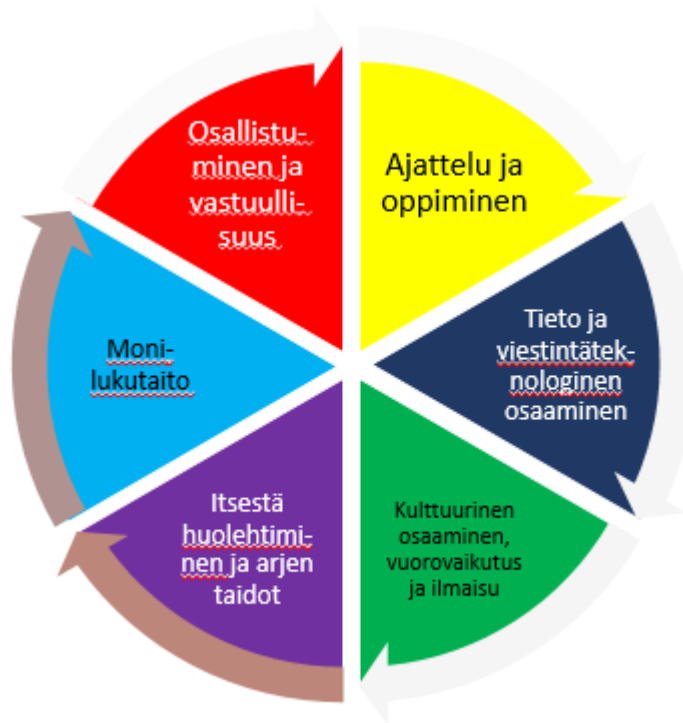 Osallistu-
minen ja
vastuulli-
suus
Ajattelu ja
oppiminen
Tieto ja
viestintätek-
nologinen
osaaminen
Kulttuurinen
osaaminen,
vuorovaikutus
ja ilmaisu
Itsestä
huolehtimi-
nen ja arjen
taidot
Moni-
lukutaito